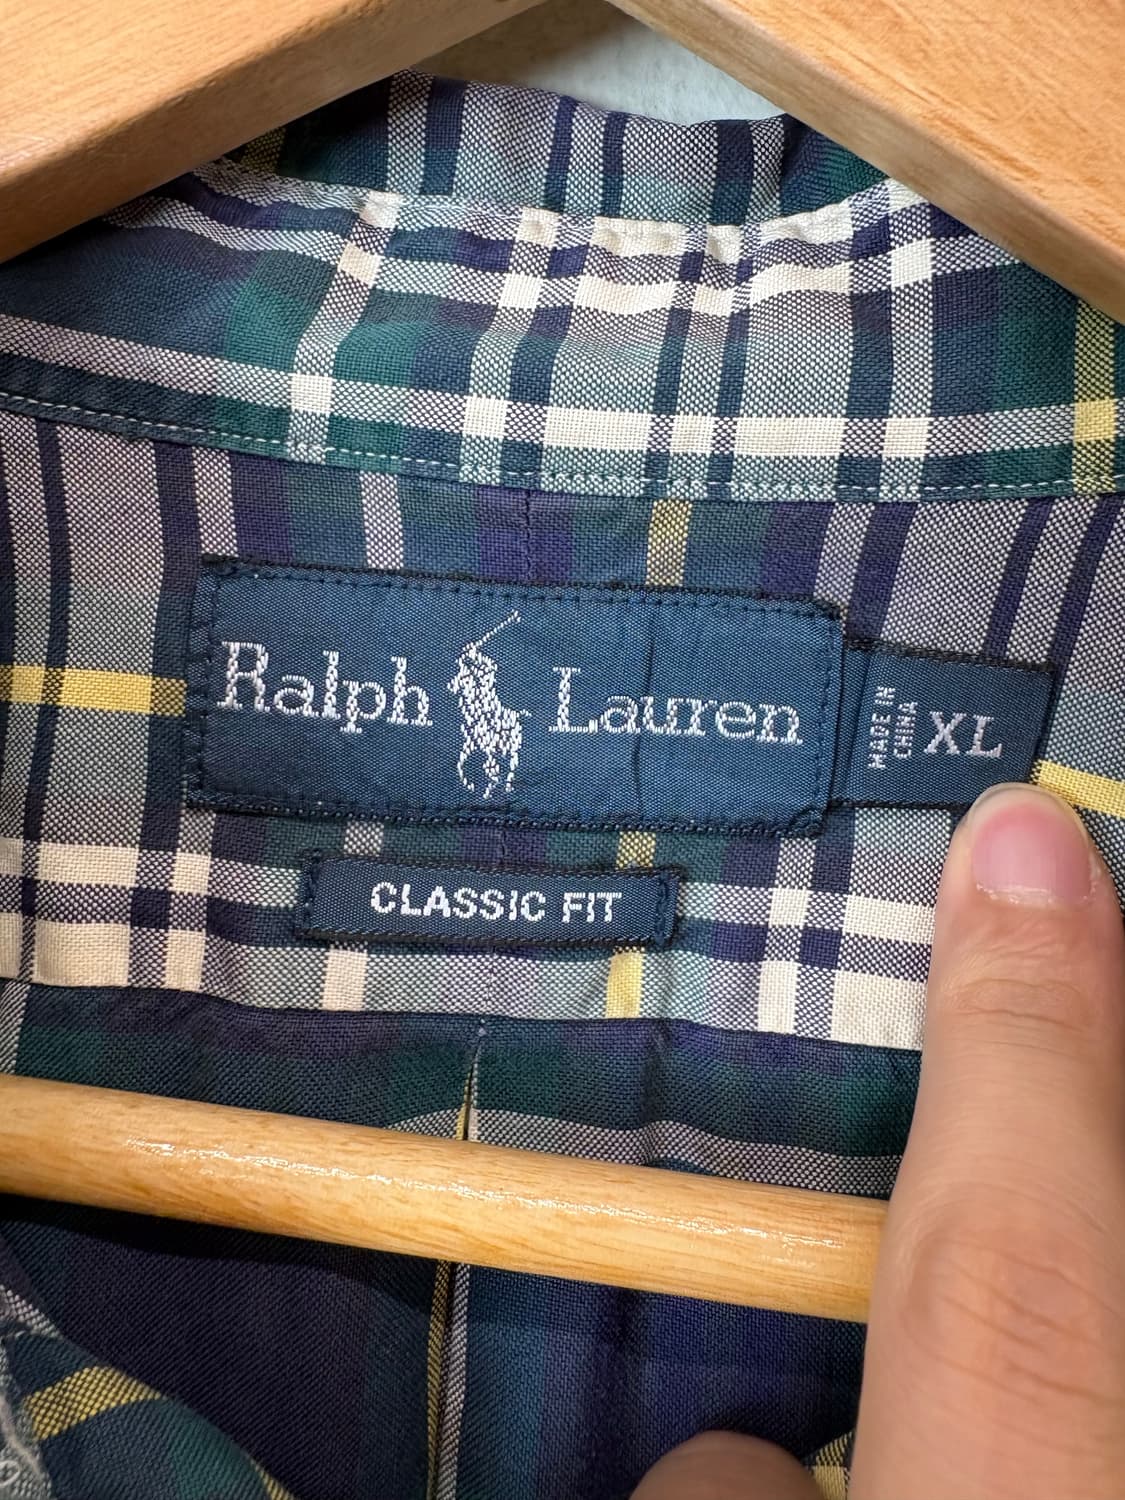 Ralph Lauren
MADE IN
CHINA
XL
CLASSIC FIT